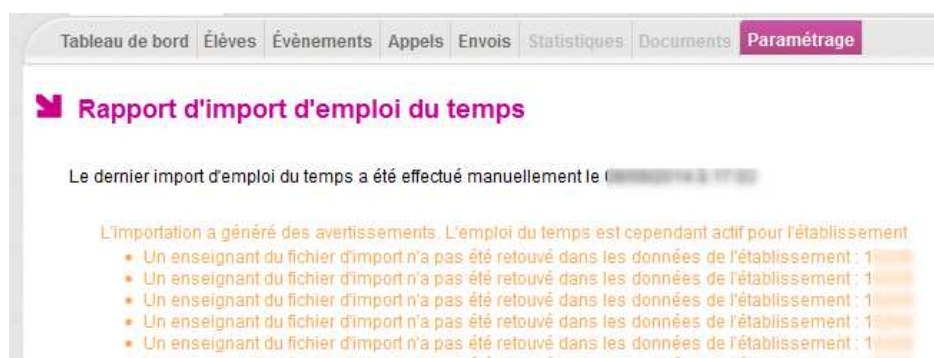 Tableau de bord Élèves Évènements Appels Envois Statistiques Documents Paramétrage
Rapport d'import d'emploi du temps
Le dernier import d'emploi du temps a été effectué manuellement le
L'importation a généré des avertissements. L'emploi du temps est cependant actif pour l'établissement
• Un enseignant du fichier d'import n'a pas été retouvé dans les données de l'établissement : 1
• Un enseignant du fichier d'import n'a pas été retouvé dans les données de l'établissement : 1
• Un enseignant du fichier d'import n'a pas été retouvé dans les données de l'établissement : 1
• Un enseignant du fichier d'import n'a pas été retouvé dans les données de l'établissement : 1
• Un enseignant du fichier d'import n'a pas été retouvé dans les données de l'établissement : 1